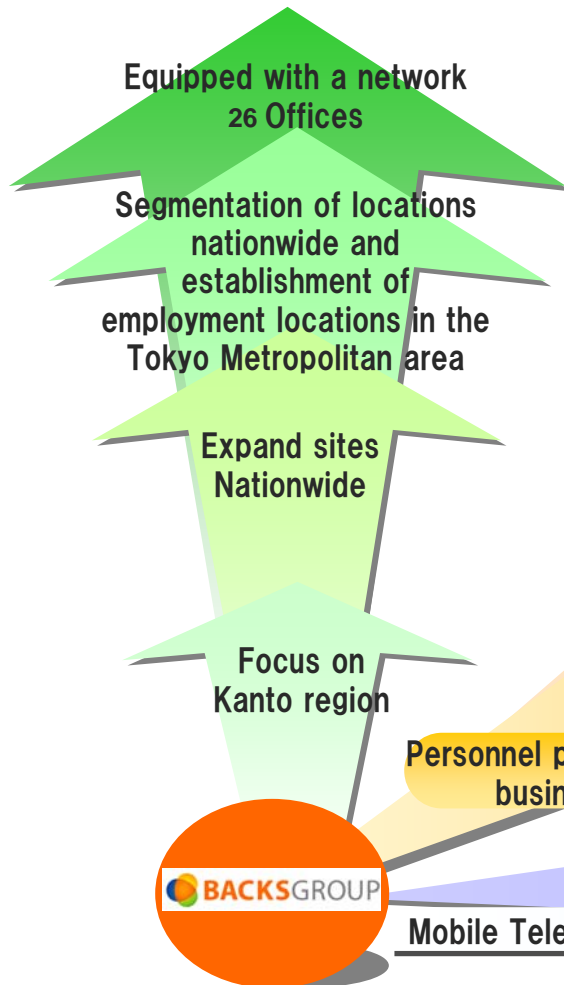 Equipped with a network
26 Offices
Segmentation of locations
nationwide and
establishment of
employment locations in the
Tokyo Metropolitan area
Expand sites
Nationwide
Focus on
Kanto region
Personnel p
busin
BACKSGROUP
Mobile Tele